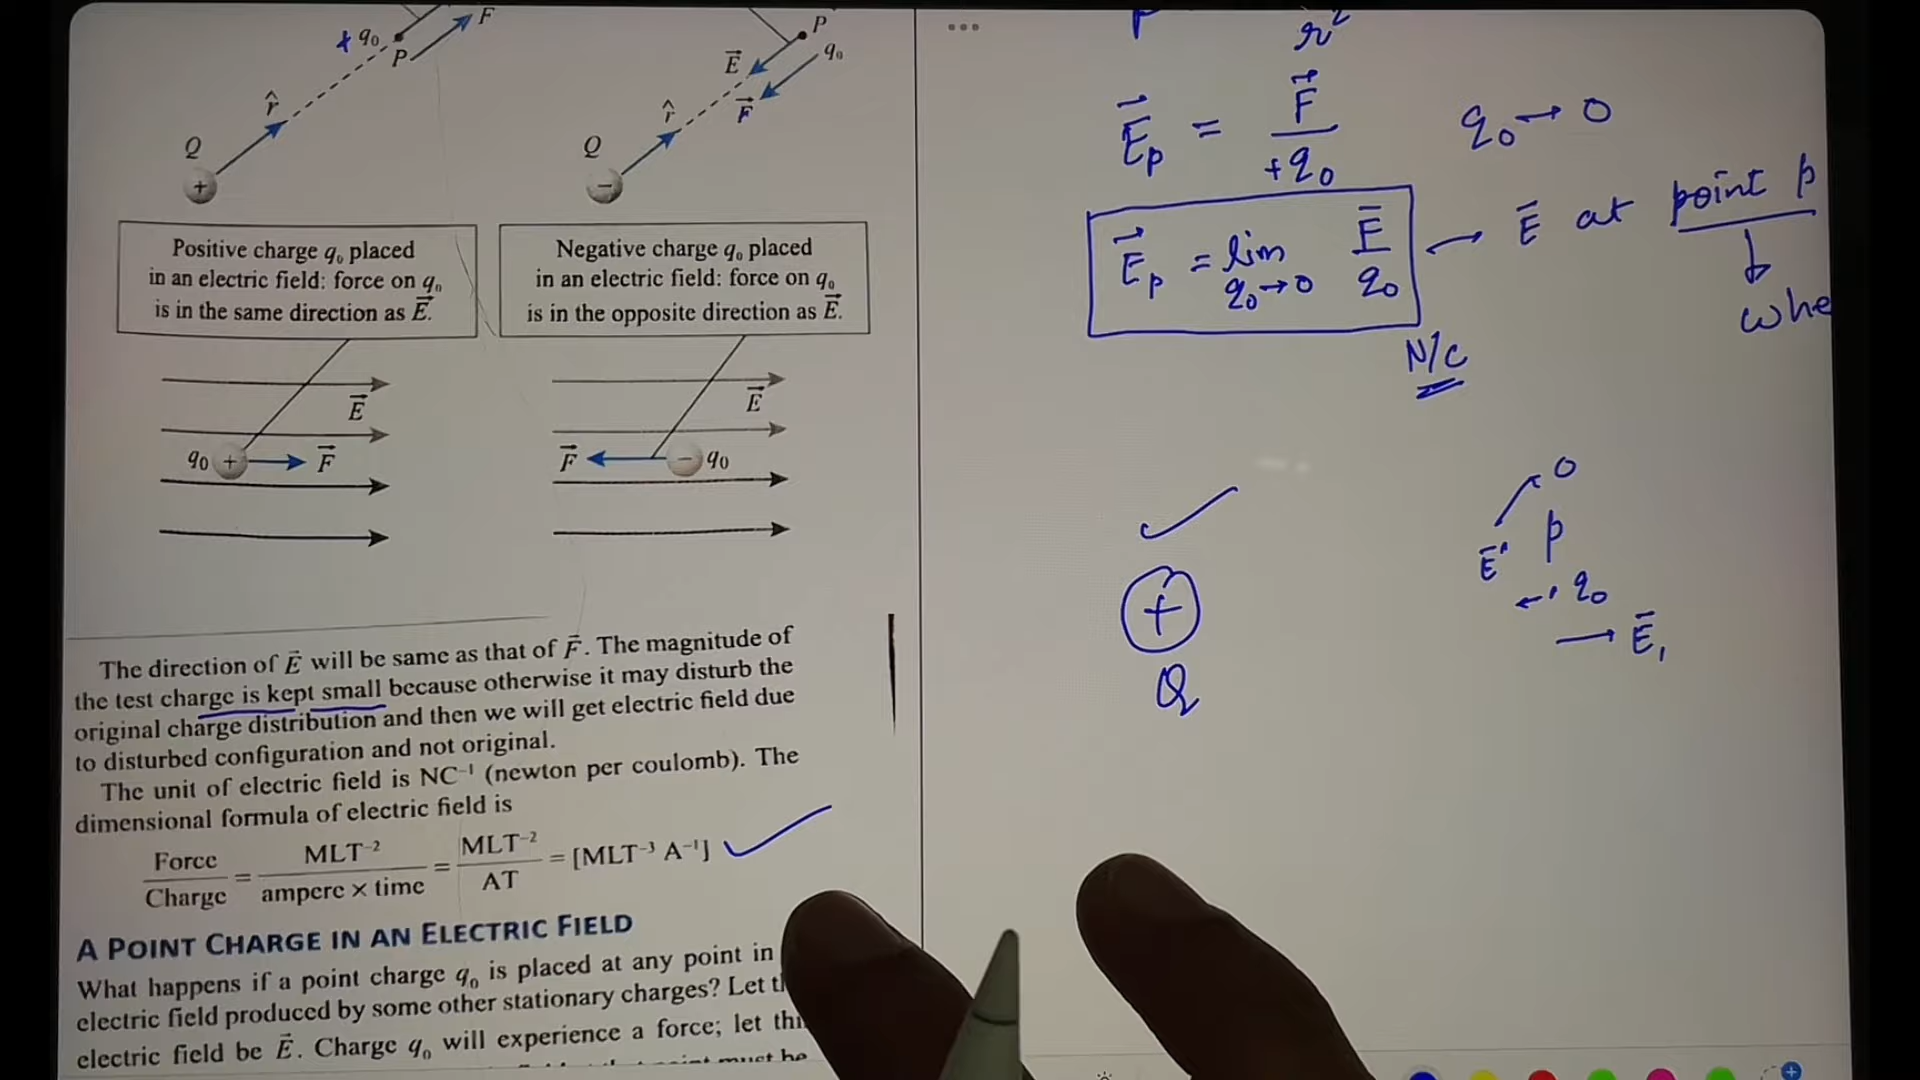 + q₀
P
F
r̂
Q
+
P
q₀
E⃗
F⃗
r̂
Q
−
Positive charge q₀ placed
in an electric field: force on q₀
is in the same direction as E⃗.
Negative charge q₀ placed
in an electric field: force on q₀
is in the opposite direction as E⃗.
E⃗
q₀ + F⃗
E⃗
F⃗ − q₀
The direction of E⃗ will be same as that of F⃗. The magnitude of
the test charge is kept small because otherwise it may disturb the
original charge distribution and then we will get electric field due
to disturbed configuration and not original.
The unit of electric field is NC⁻¹ (newton per coulomb). The
dimensional formula of electric field is
Force/Charge = MLT⁻²/ampere × time = MLT⁻²/AT = [MLT⁻³ A⁻¹]
A POINT CHARGE IN AN ELECTRIC FIELD
What happens if a point charge q₀ is placed at any point in
electric field produced by some other stationary charges? Let
electric field be E⃗. Charge q₀ will experience a force; let
must be
r²
E⃗p = F⃗/+q₀ q₀ → 0
E⃗p = lim q₀→0 F̄/q₀ ← Ē at point p
whe
N/C
0
p
Ē'
q₀
→ Ē₁
+
Q